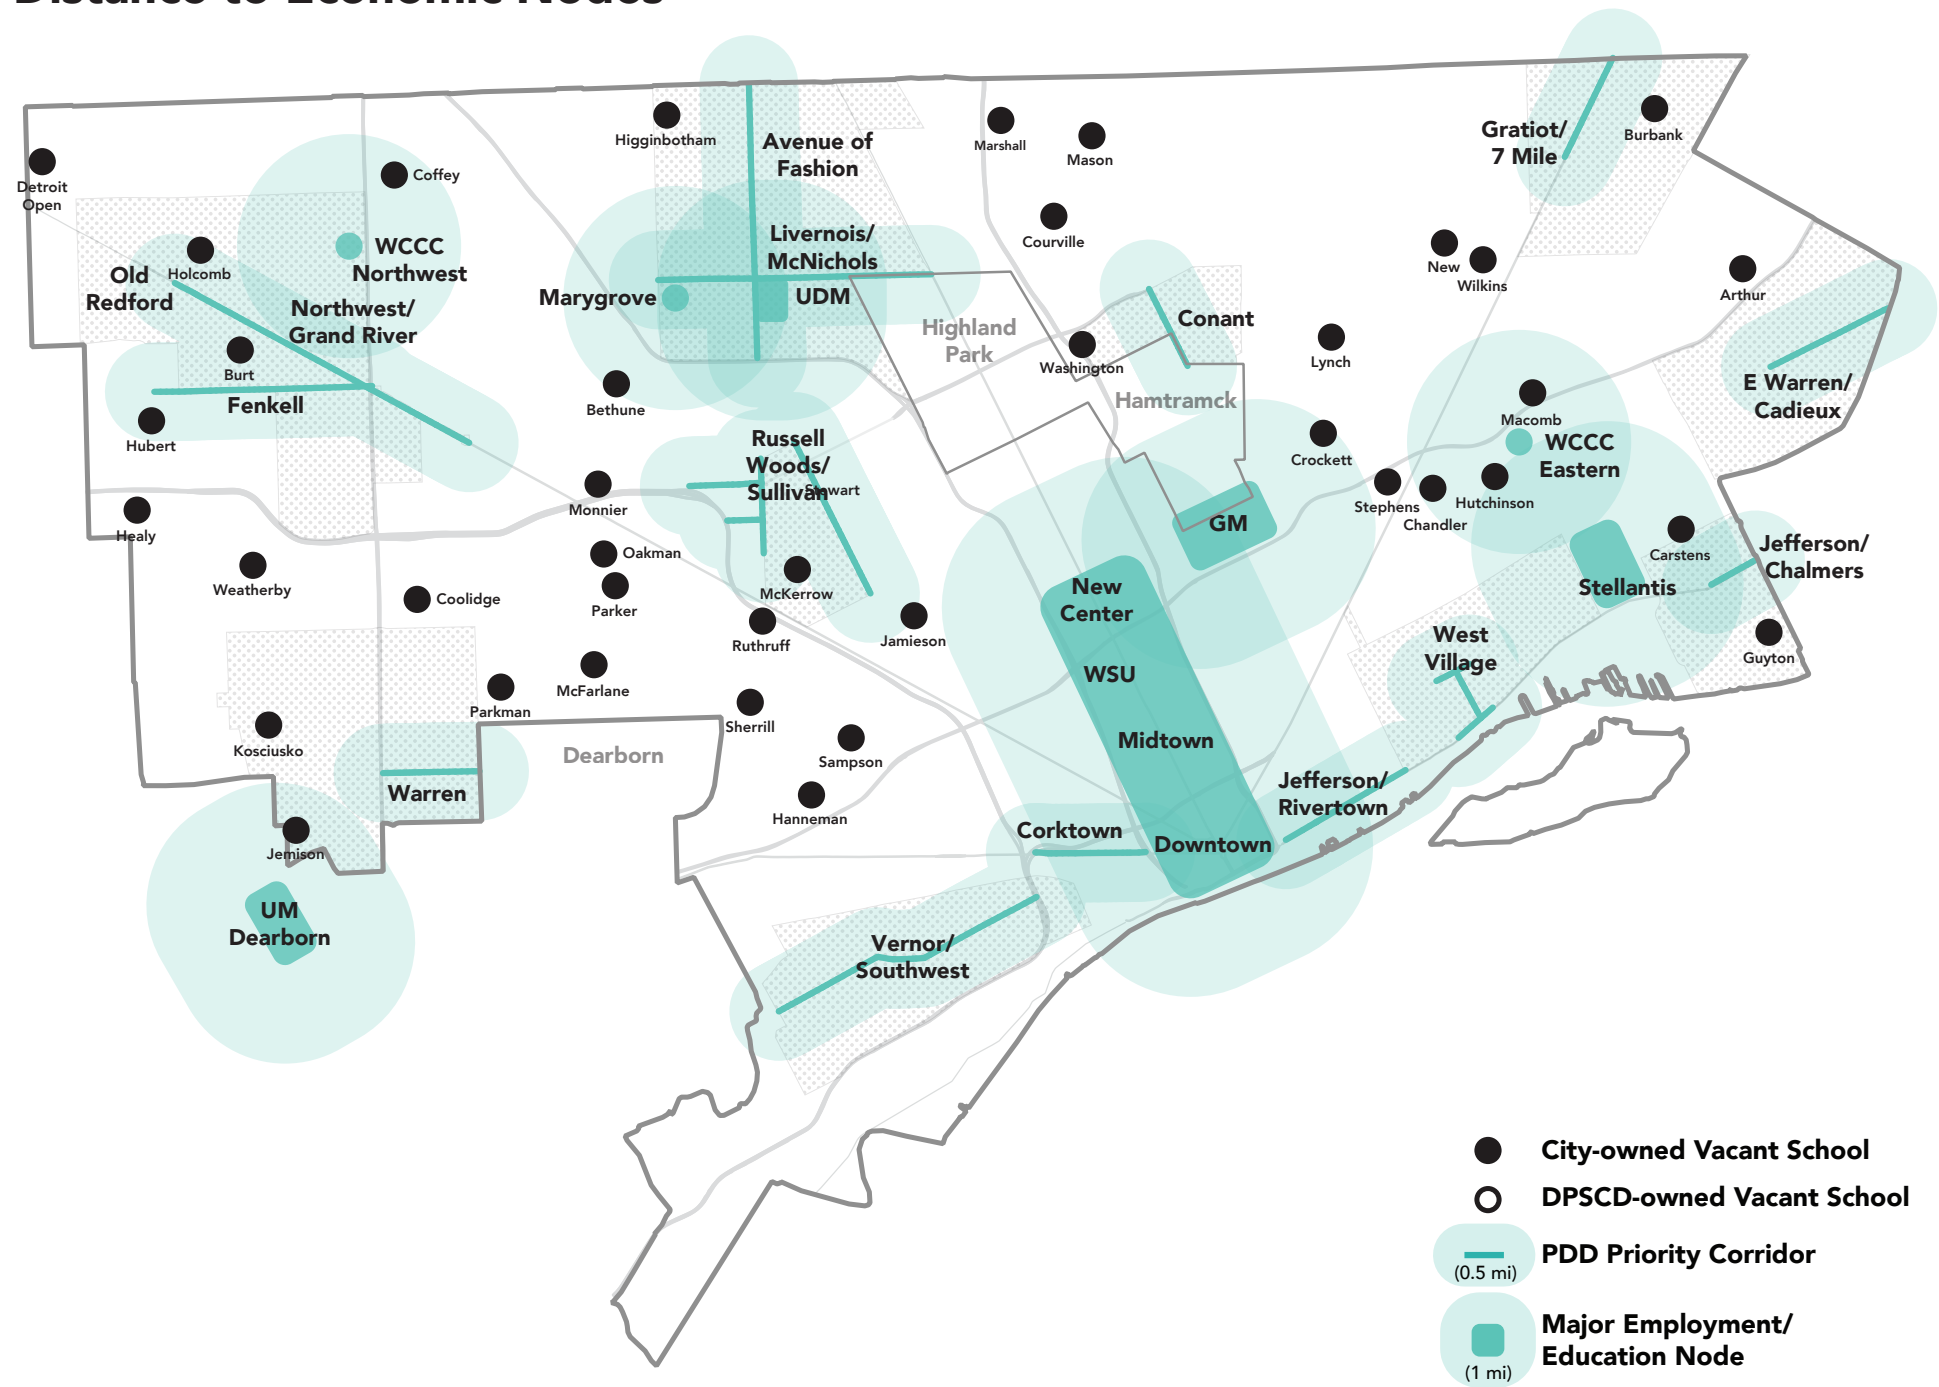 Distance to Economic Nodes
Higginbotham
Avenue of
Fashion
Marshall
Mason
Gratiot/
7 Mile
Burbank
Detroit
Open
Coffey
WCCC
Northwest
Old
Redford
Holcomb
Northwest/
Grand River
Livernois/
McNichols
Marygrove
UDM
Courville
New
Wilkins
Arthur
Highland
Park
Conant
Washington
Hamtramck
Lynch
E Warren/
Cadieux
Burt
Fenkell
Hubert
Bethune
Macomb
WCCC
Eastern
Russell
Woods/
Sullivan
Stewart
Crockett
Stephens
Chandler
Hutchinson
Monnier
Healy
GM
Weatherby
Oakman
Parker
Coolidge
McKerrow
Ruthruff
Jamieson
New
Center
Stellantis
Carstens
Jefferson/
Chalmers
West
Village
Guyton
McFarlane
Parkman
Sherrill
WSU
Kosciusko
Dearborn
Sampson
Midtown
Warren
Hanneman
Jefferson/
Rivertown
Corktown
Downtown
Jemison
UM
Dearborn
Vernor/
Southwest
City-owned Vacant School
DPSCD-owned Vacant School
PDD Priority Corridor
(0.5 mi)
Major Employment/
Education Node
(1 mi)